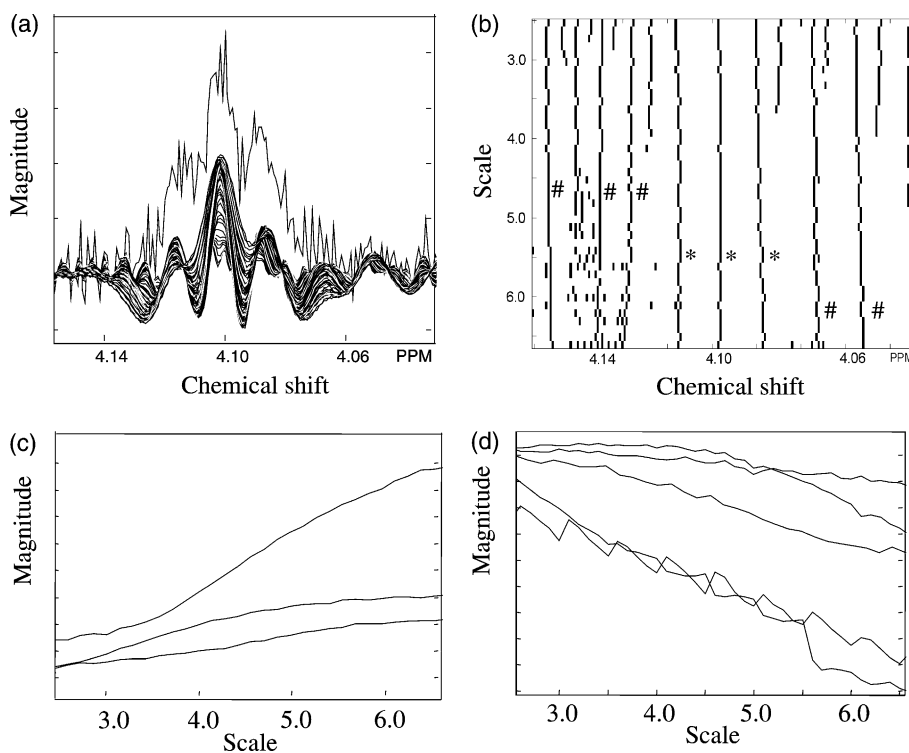 (a)
Magnitude
4.14 4.10 4.06 PPM
Chemical shift
(b)
Scale
3.0
4.0
5.0
6.0
# # #
* * *
# #
4.14 4.10 4.06 PPM
Chemical shift
(c)
Magnitude
3.0 4.0 5.0 6.0
Scale
(d)
Magnitude
3.0 4.0 5.0 6.0
Scale